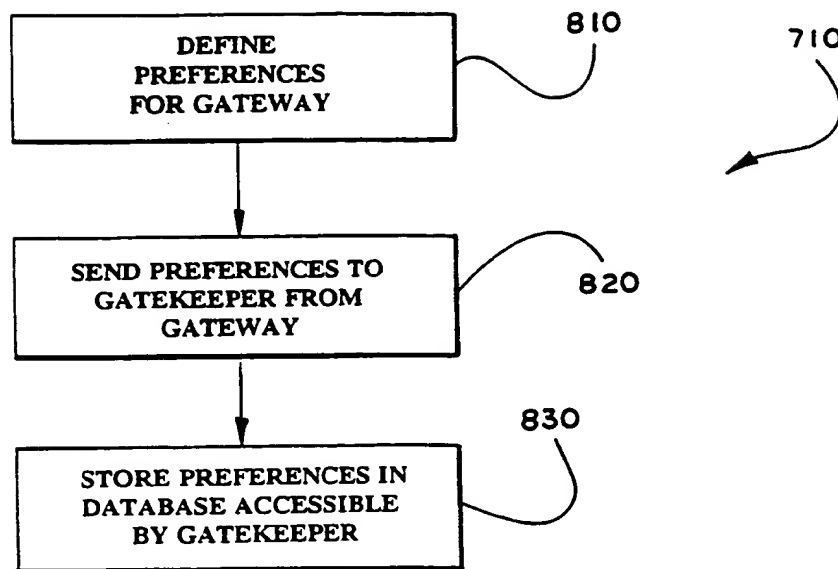 DEFINE
PREFERENCES
FOR GATEWAY
810
710
SEND PREFERENCES TO
GATEKEEPER FROM
GATEWAY
820
830
STORE PREFERENCES IN
DATABASE ACCESSIBLE
BY GATEKEEPER